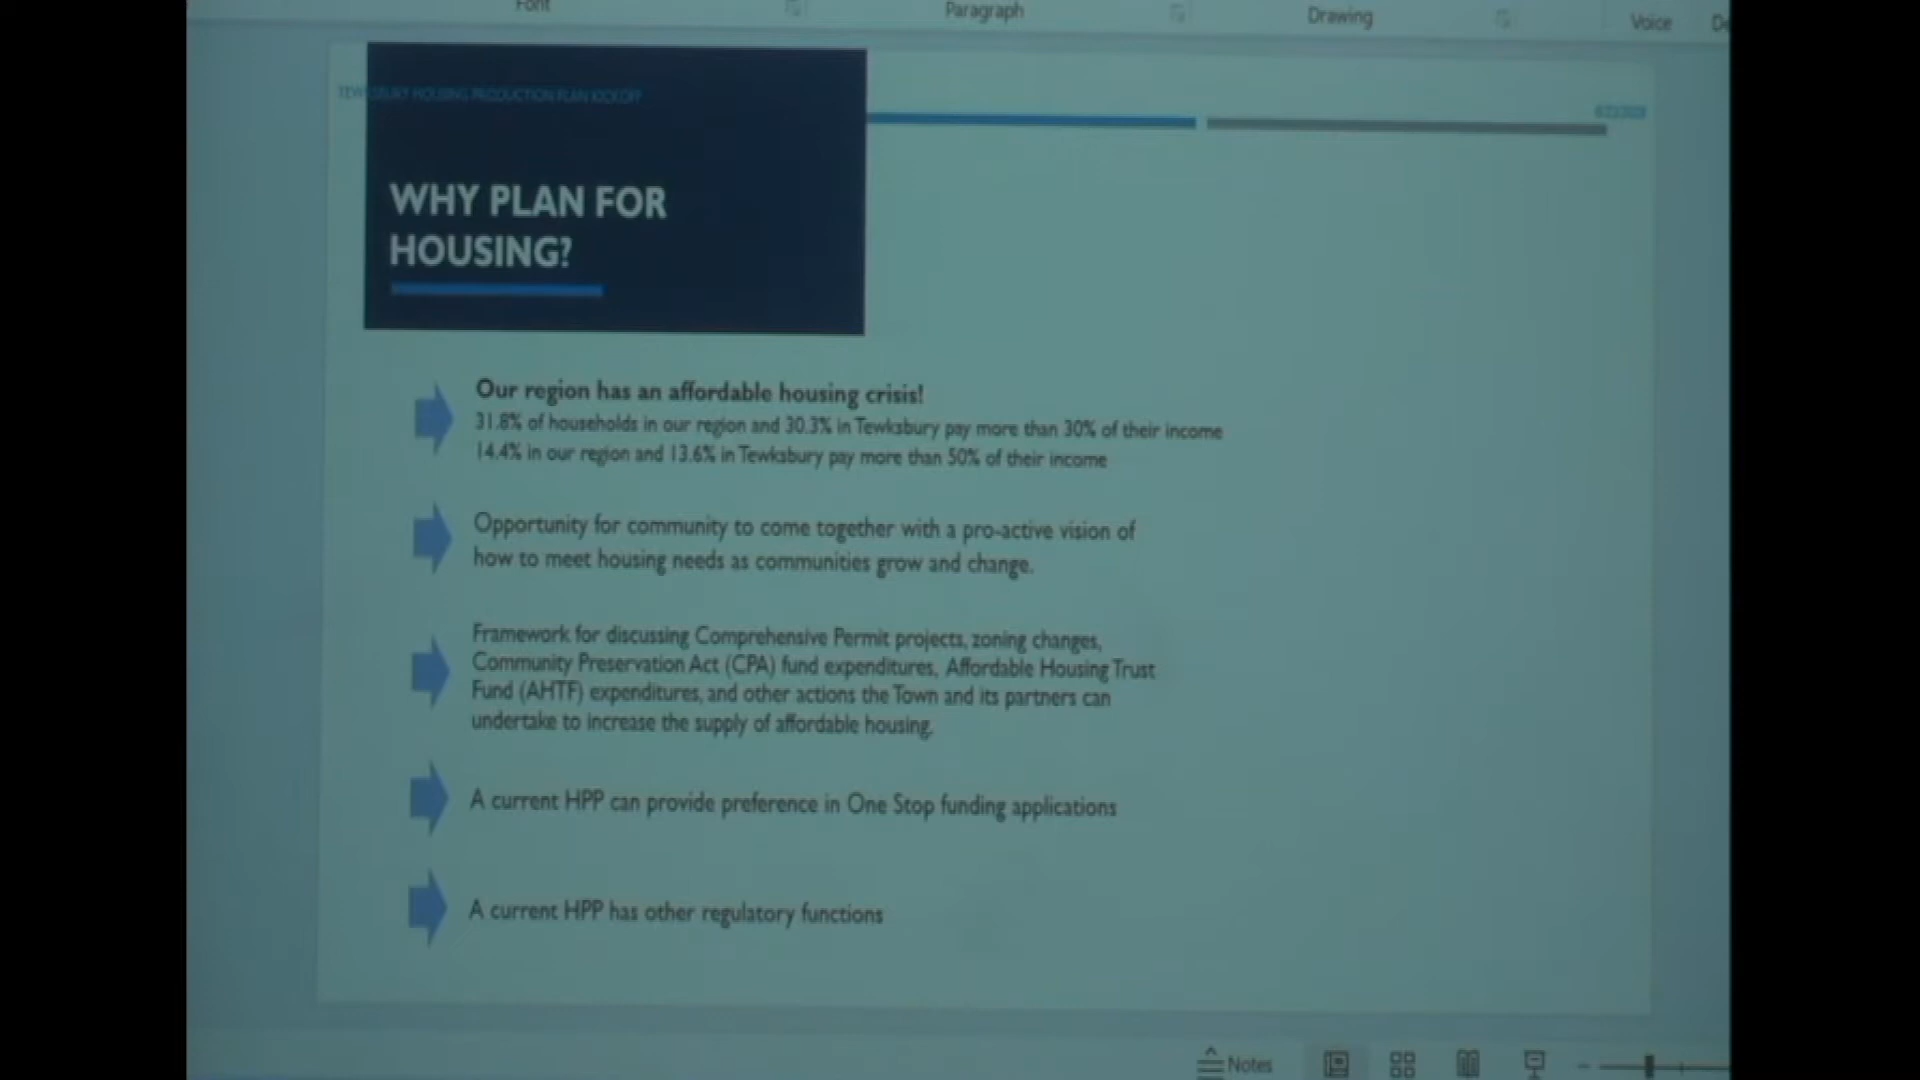 Font Paragraph Drawing Voice
TEWKSBURY HOUSING PRODUCTION PLAN KICKOFF
WHY PLAN FOR
HOUSING?
Our region has an affordable housing crisis!
31.8% of households in our region and 30.3% in Tewksbury pay more than 30% of their income
14.4% in our region and 13.6% in Tewksbury pay more than 50% of their income
Opportunity for community to come together with a pro-active vision of
how to meet housing needs as communities grow and change.
Framework for discussing Comprehensive Permit projects, zoning changes,
Community Preservation Act (CPA) fund expenditures, Affordable Housing Trust
Fund (AHTF) expenditures, and other actions the Town and its partners can
undertake to increase the supply of affordable housing.
A current HPP can provide preference in One Stop funding applications
A current HPP has other regulatory functions
Notes